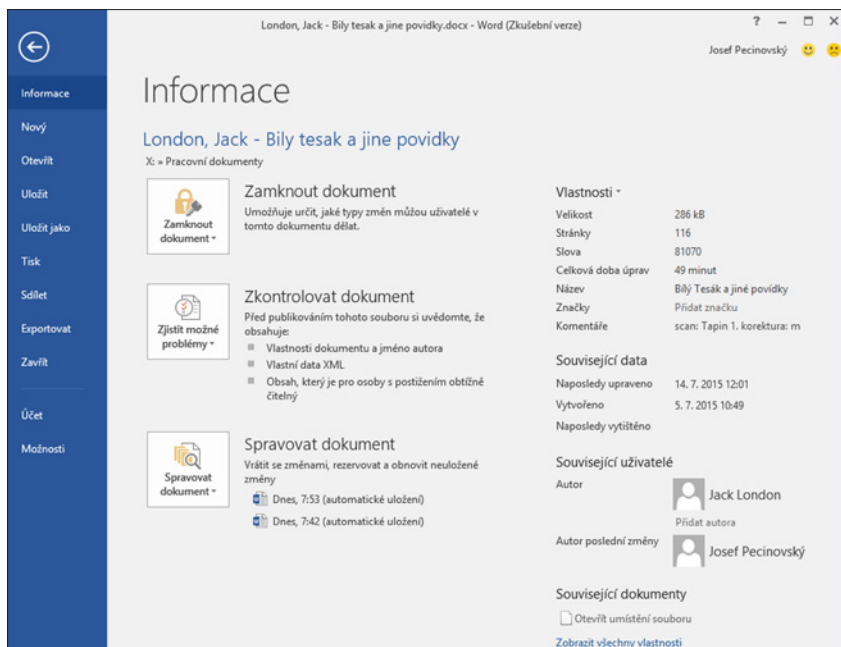 London, Jack - Bily tesak a jine povidky.docx - Word (Zkušební verze)
Josef Pecinovský
Informace
Nový
Otevřít
Uložit
Uložit jako
Tisk
Sdílet
Exportovat
Zavřít
Účet
Možnosti
Informace
London, Jack - Bily tesak a jine povidky
X: » Pracovní dokumenty
Zamknout
dokument
Zamknout dokument
Umožňuje určit, jaké typy změn můžou uživatelé v
tomto dokumentu dělat.
Zjistit možné
problémy
Zkontrolovat dokument
Před publikováním tohoto souboru si uvědomte, že
obsahuje:
Vlastnosti dokumentu a jméno autora
Vlastní data XML
Obsah, který je pro osoby s postižením obtížně
čitelný
Spravovat
dokument
Spravovat dokument
Vrátit se změnami, rezervovat a obnovit neuložené
změny
Dnes, 7:53 (automatické uložení)
Dnes, 7:42 (automatické uložení)
Vlastnosti
Velikost 286 kB
Stránky 116
Slova 81070
Celková doba úprav 49 minut
Název Bílý Tesák a jiné povídky
Značky Přidat značku
Komentáře scan: Tapin 1. korektura: m
Související data
Naposledy upraveno 14. 7. 2015 12:01
Vytvořeno 5. 7. 2015 10:49
Naposledy vytištěno
Související uživatelé
Autor Jack London
Přidat autora
Autor poslední změny Josef Pecinovský
Související dokumenty
Otevřít umístění souboru
Zobrazit všechny vlastnosti